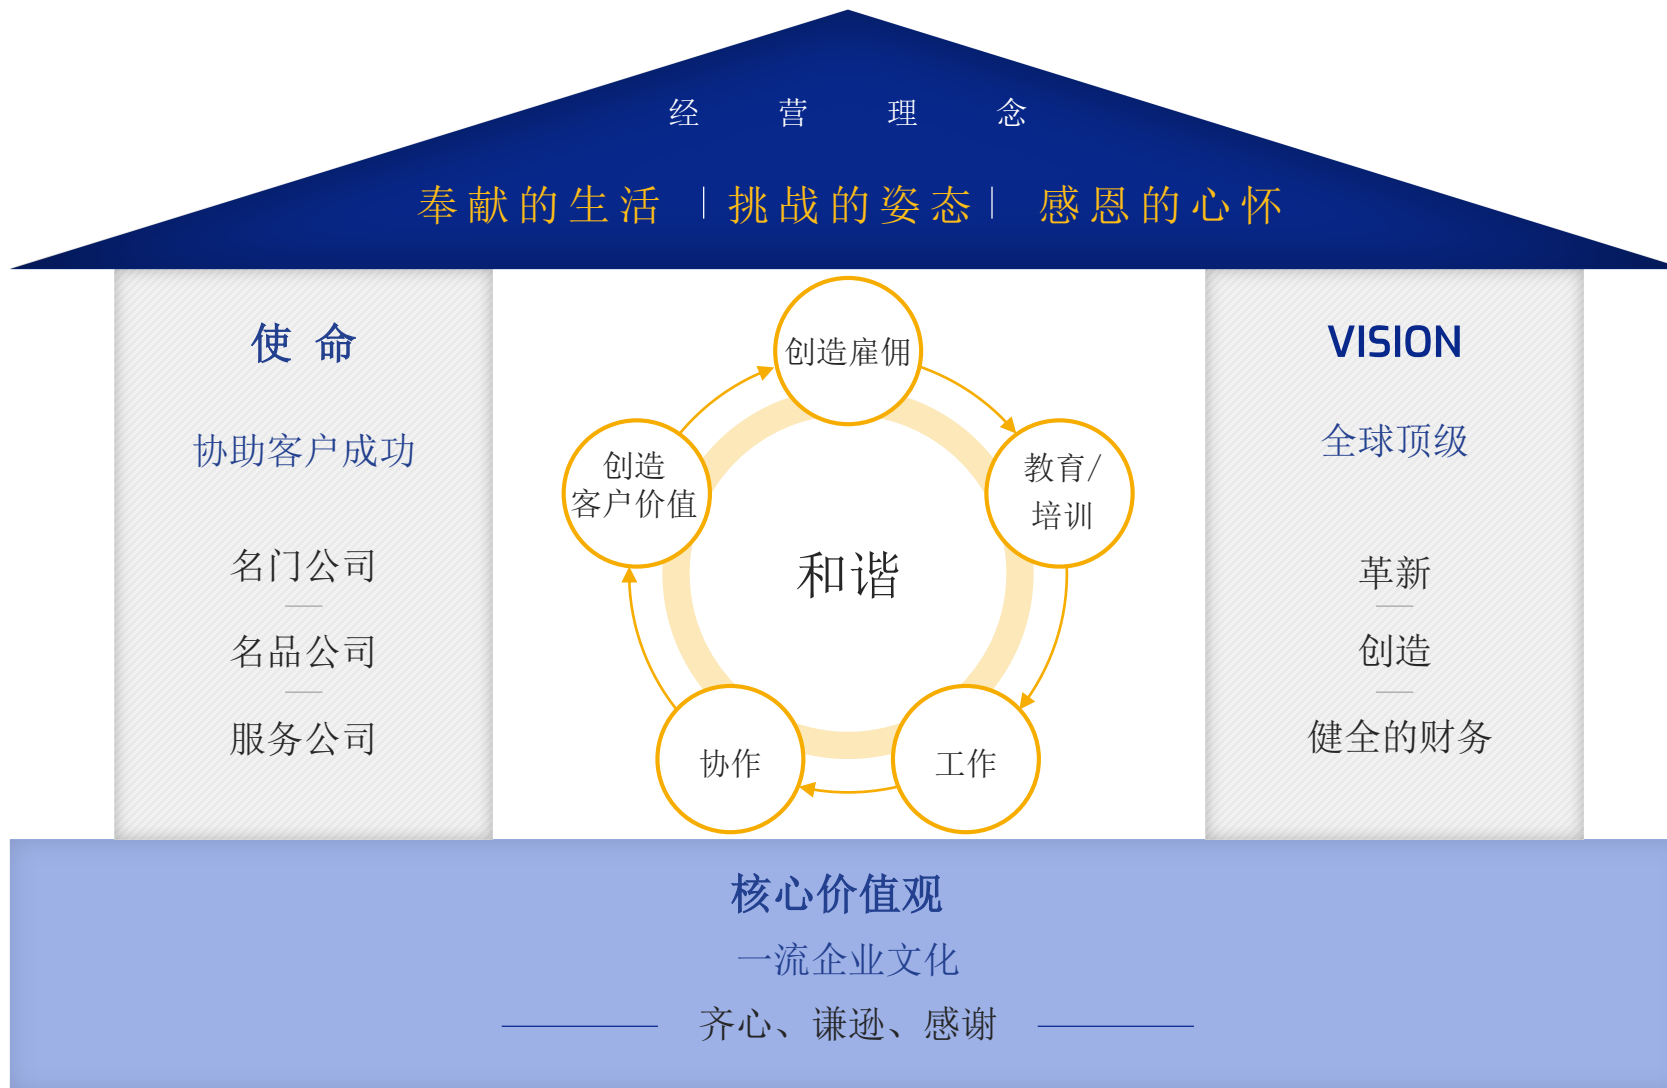 经营理念
奉献的生活 | 挑战的姿态 | 感恩的心怀
使命
协助客户成功
名门公司
名品公司
服务公司
创造雇佣
教育/
培训
工作
协作
创造
客户价值
和谐
VISION
全球顶级
革新
创造
健全的财务
核心价值观
一流企业文化
齐心、谦逊、感谢